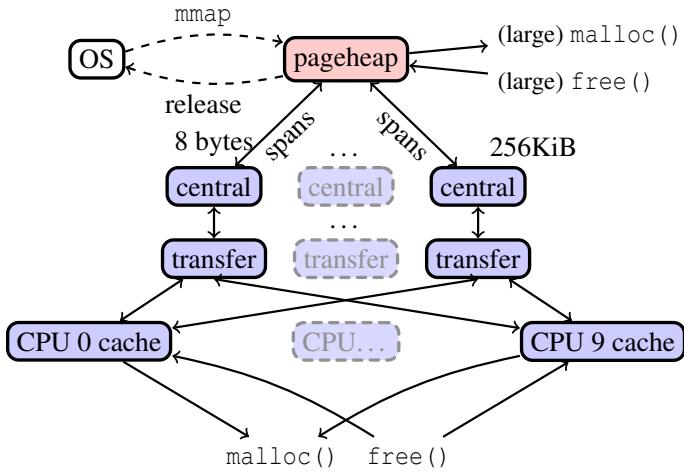 mmap
OS
pageheap
(large) malloc()
(large) free()
release
8 bytes
spans
spans
256KiB
...
central
central
central
...
transfer
transfer
transfer
CPU 0 cache
CPU...
CPU 9 cache
malloc()
free()